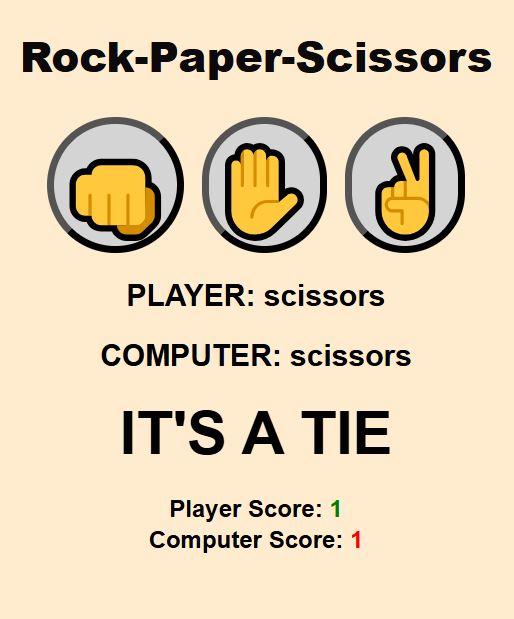 Rock-Paper-Scissors
PLAYER: scissors
COMPUTER: scissors
IT'S A TIE
Player Score: 1
Computer Score: 1